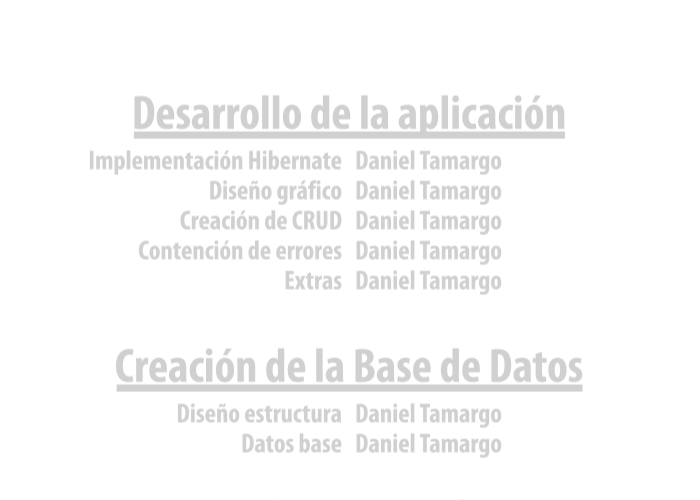 Desarrollo de la aplicación
Implementación Hibernate Daniel Tamargo
Diseño gráfico Daniel Tamargo
Creación de CRUD Daniel Tamargo
Contención de errores Daniel Tamargo
Extras Daniel Tamargo
Creación de la Base de Datos
Diseño estructura Daniel Tamargo
Datos base Daniel Tamargo